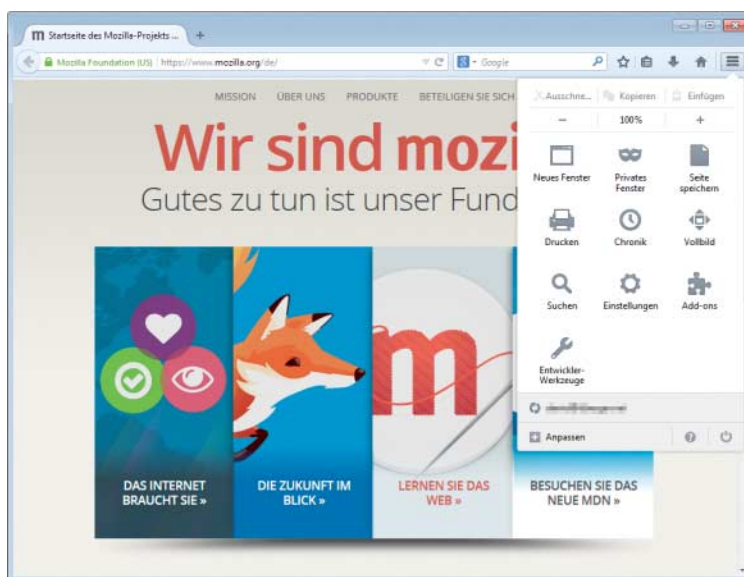 Startseite des Mozilla-Projekts ...
Mozilla Foundation (US) https://www.mozilla.org/de/
Google
MISSION ÜBER UNS PRODUKTE BETEILIGEN SIE SICH
Ausschne... Kopieren Einfügen
− 100% +
Wir sind mozi
Gutes zu tun ist unser Fund
Neues Fenster
Privates
Fenster
Seite
speichern
Drucken
Chronik
Vollbild
Suchen
Einstellungen
Add-ons
Entwickler-
Werkzeuge
Anpassen
m
DAS INTERNET
BRAUCHT SIE »
DIE ZUKUNFT IM
BLICK »
LERNEN SIE DAS
WEB »
BESUCHEN SIE DAS
NEUE MDN »